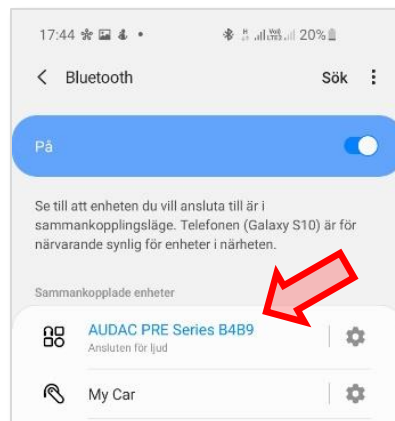 17:44 20%
Bluetooth Sök
På
Se till att enheten du vill ansluta till är i
sammankopplingsläge. Telefonen (Galaxy S10) är för
närvarande synlig för enheter i närheten.
Sammankopplade enheter
AUDAC PRE Series B4B9
Ansluten för ljud
My Car